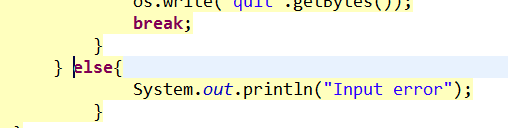 os.write("quit".getBytes());
break;
}
} else{
System.out.println("Input error");
}
}